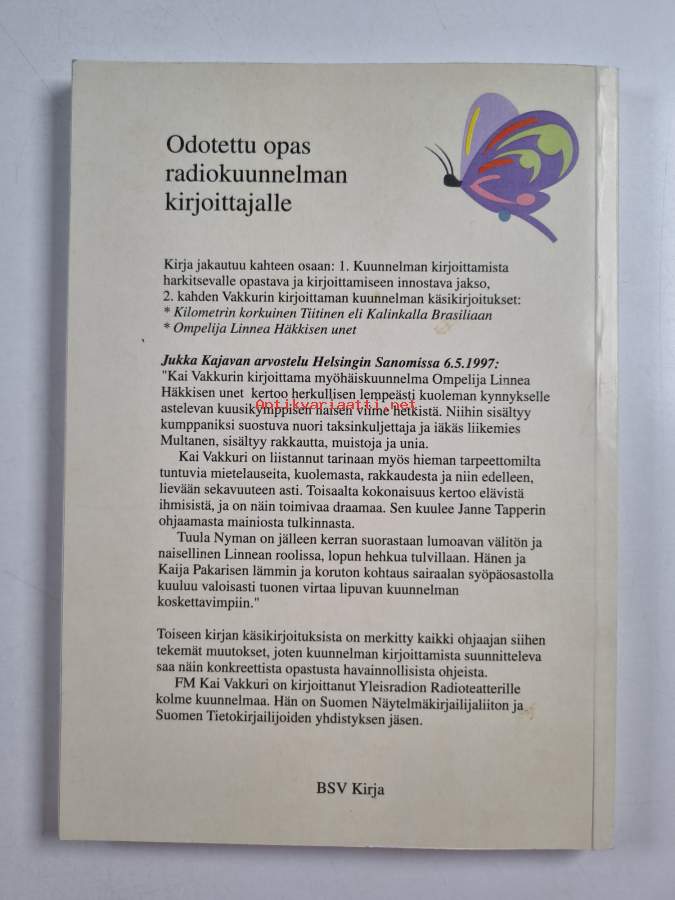 Odotettu opas
radiokuunnelman
kirjoittajalle
Kirja jakautuu kahteen osaan: 1. Kuunnelman kirjoittamista
harkitsevalle opastava ja kirjoittamiseen innostava jakso,
2. kahden Vakkurin kirjoittaman kuunnelman käsikirjoitukset:
* Kilometrin korkuinen Tiitinen eli Kalinkalla Brasiliaan
* Ompelija Linnea Häkkisen unet
Jukka Kajavan arvostelu Helsingin Sanomissa 6.5.1997:
"Kai Vakkurin kirjoittama myöhäiskuunnelma Ompelija Linnea
Häkkisen unet kertoo herkullisen lempeästi kuoleman kynnykselle
Antikvariaatti.net
astelevan kuusikymppisen naisen viime hetkistä. Niihin sisältyy
kumppaniksi suostuva nuori taksinkuljettaja ja iäkäs liikemies
Multanen, sisältyy rakkautta, muistoja ja unia.
Kai Vakkuri on liistannut tarinaan myös hieman tarpeettomilta
tuntuvia mietelauseita, kuolemasta, rakkaudesta ja niin edelleen,
lievään sekavuuteen asti. Toisaalta kokonaisuus kertoo elävistä
ihmisistä, ja on näin toimivaa draamaa. Sen kuulee Janne Tapperin
ohjaamasta mainiosta tulkinnasta.
Tuula Nyman on jälleen kerran suorastaan lumoavan välitön ja
naisellinen Linnean roolissa, lopun hehkua tulvillaan. Hänen ja
Kaija Pakarisen lämmin ja koruton kohtaus sairaalan syöpäosastolla
kuuluu valoisasti tuonen virtaa lipuvan kuunnelman
koskettavimpiin."
Toiseen kirjan käsikirjoituksista on merkitty kaikki ohjaajan siihen
tekemät muutokset, joten kuunnelman kirjoittamista suunnitteleva
saa näin konkreettista opastusta havainnollisista ohjeista.
FM Kai Vakkuri on kirjoittanut Yleisradion Radioteatterille
kolme kuunnelmaa. Hän on Suomen Näytelmäkirjailijaliiton ja
Suomen Tietokirjailijoiden yhdistyksen jäsen.
BSV Kirja